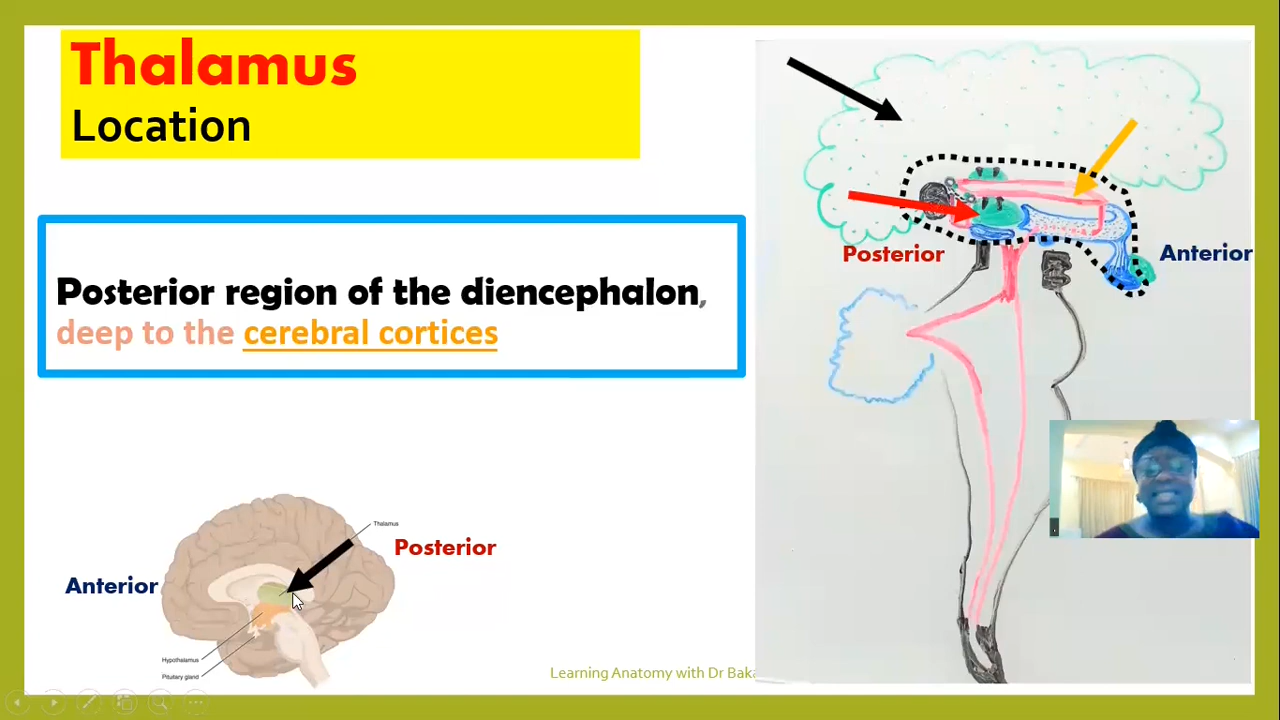 Thalamus
Location
Posterior region of the diencephalon,
deep to the cerebral cortices
Posterior
Anterior
Thalamus
Posterior
Anterior
Hypothalamus
Pituitary gland
Learning Anatomy with Dr Baka